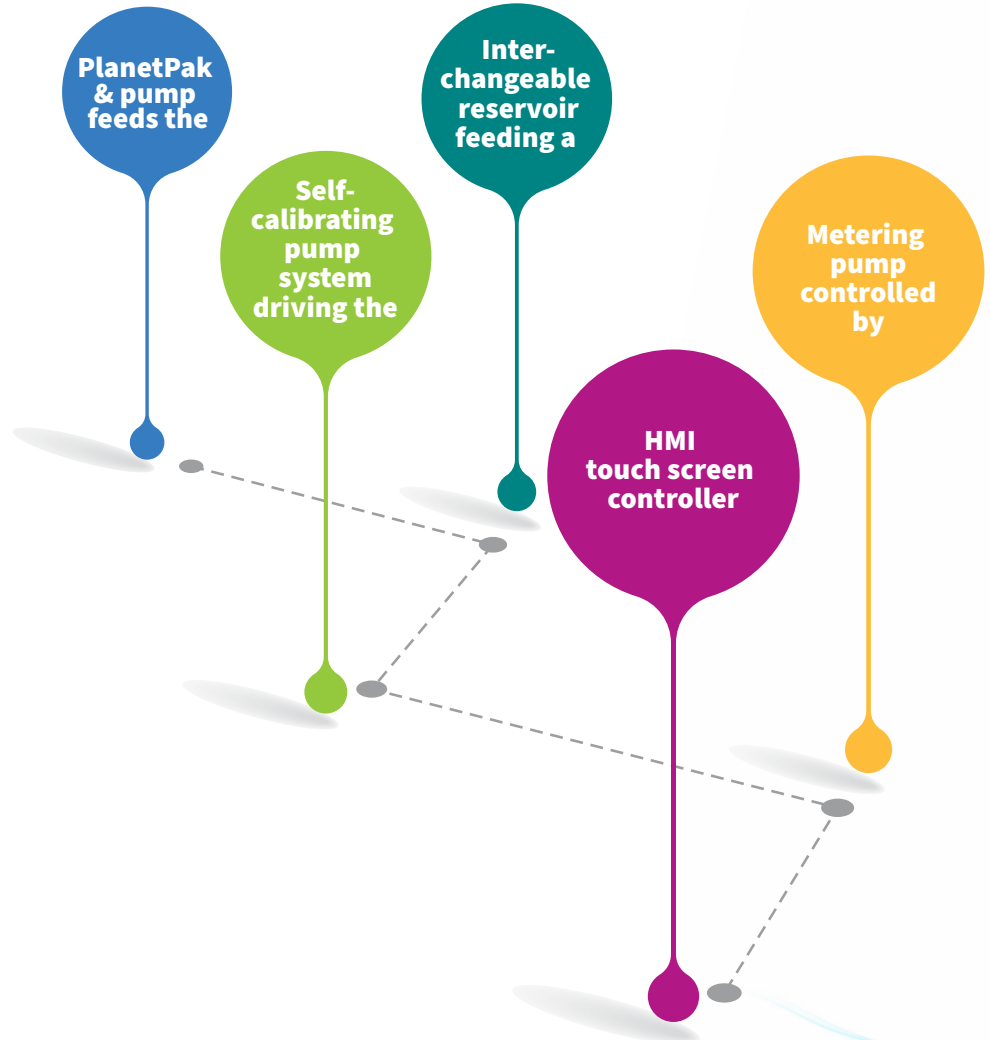 PlanetPak
& pump
feeds the
Inter-
changeable
reservoir
feeding a
Self-
calibrating
pump
system
driving the
Metering
pump
controlled
by
HMI
touch screen
controller